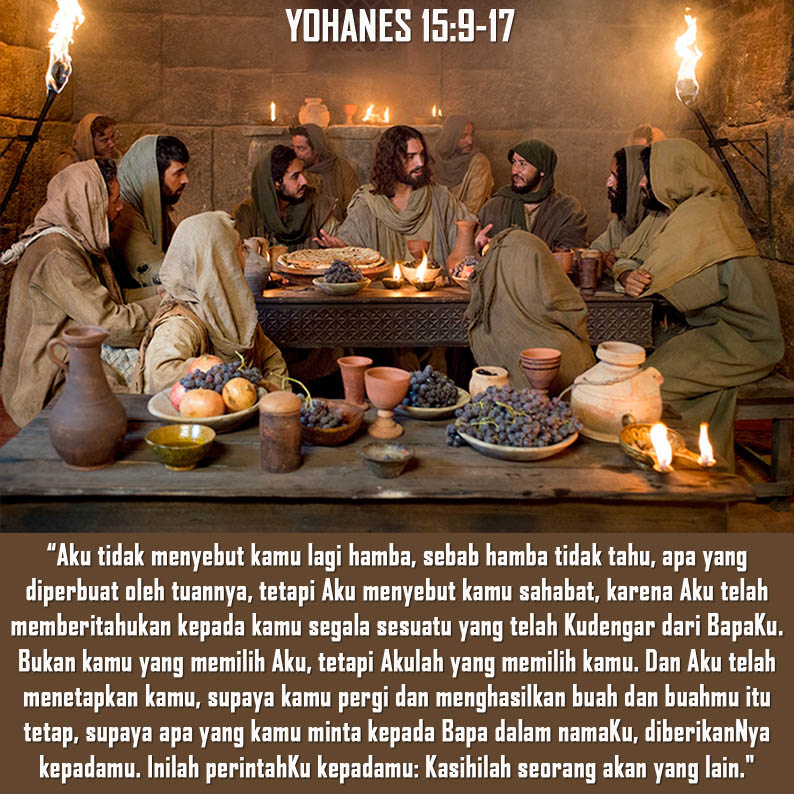 YOHANES 15:9-17
“Aku tidak menyebut kamu lagi hamba, sebab hamba tidak tahu, apa yang
diperbuat oleh tuannya, tetapi Aku menyebut kamu sahabat, karena Aku telah
memberitahukan kepada kamu segala sesuatu yang telah Kudengar dari BapaKu.
Bukan kamu yang memilih Aku, tetapi Akulah yang memilih kamu. Dan Aku telah
menetapkan kamu, supaya kamu pergi dan menghasilkan buah dan buahmu itu
tetap, supaya apa yang kamu minta kepada Bapa dalam namaKu, diberikanNya
kepadamu. Inilah perintahKu kepadamu: Kasihilah seorang akan yang lain."